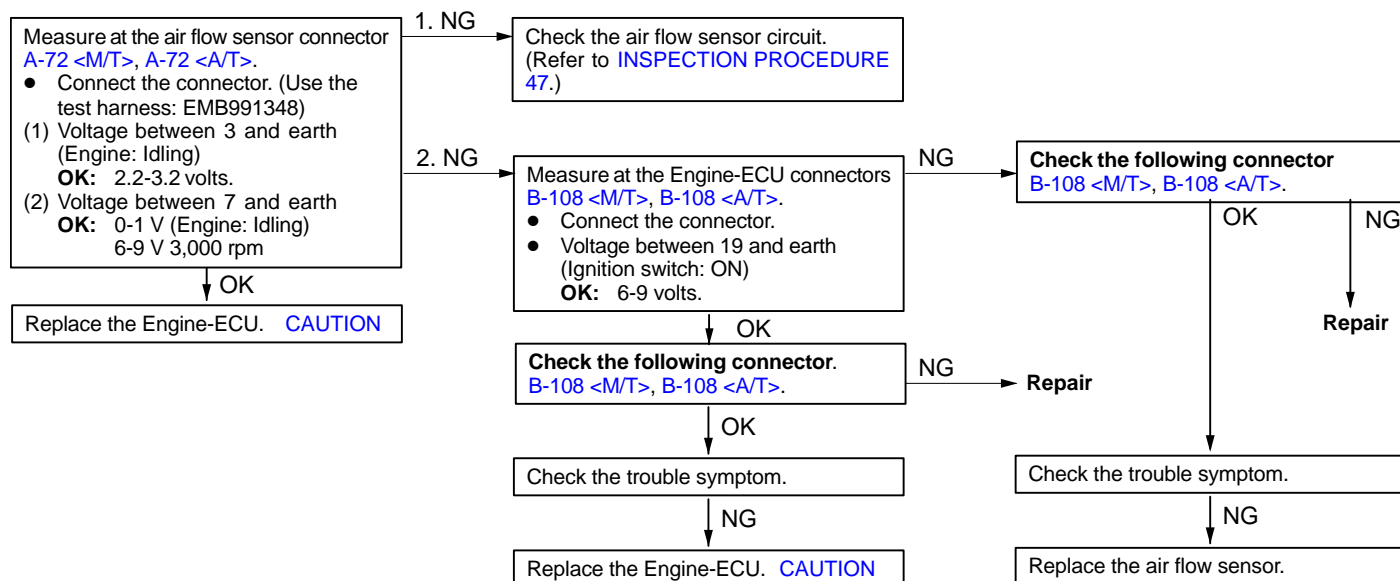 Measure at the air flow sensor connector
A-72 <M/T>, A-72 <A/T>.
● Connect the connector. (Use the
test harness: EMB991348)
(1) Voltage between 3 and earth
(Engine: Idling)
OK: 2.2-3.2 volts.
(2) Voltage between 7 and earth
OK: 0-1 V (Engine: Idling)
6-9 V 3,000 rpm
1. NG
Check the air flow sensor circuit.
(Refer to INSPECTION PROCEDURE
47.)
2. NG
Measure at the Engine-ECU connectors
B-108 <M/T>, B-108 <A/T>.
● Connect the connector.
● Voltage between 19 and earth
(Ignition switch: ON)
OK: 6-9 volts.
NG
Check the following connector
B-108 <M/T>, B-108 <A/T>.
OK
NG
Repair
OK
Replace the Engine-ECU. CAUTION
OK
Check the following connector.
B-108 <M/T>, B-108 <A/T>.
NG
Repair
OK
Check the trouble symptom.
NG
Replace the Engine-ECU. CAUTION
Check the trouble symptom.
NG
Replace the air flow sensor.